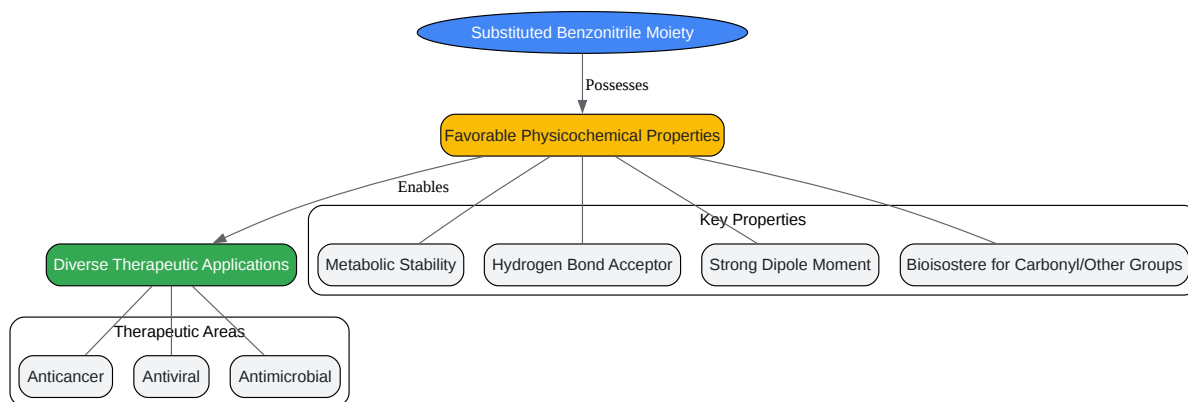 Substituted Benzonitrile Moiety
Possesses
Favorable Physicochemical Properties
Enables
Key Properties
Diverse Therapeutic Applications
Metabolic Stability
Hydrogen Bond Acceptor
Strong Dipole Moment
Bioisostere for Carbonyl/Other Groups
Therapeutic Areas
Anticancer
Antiviral
Antimicrobial